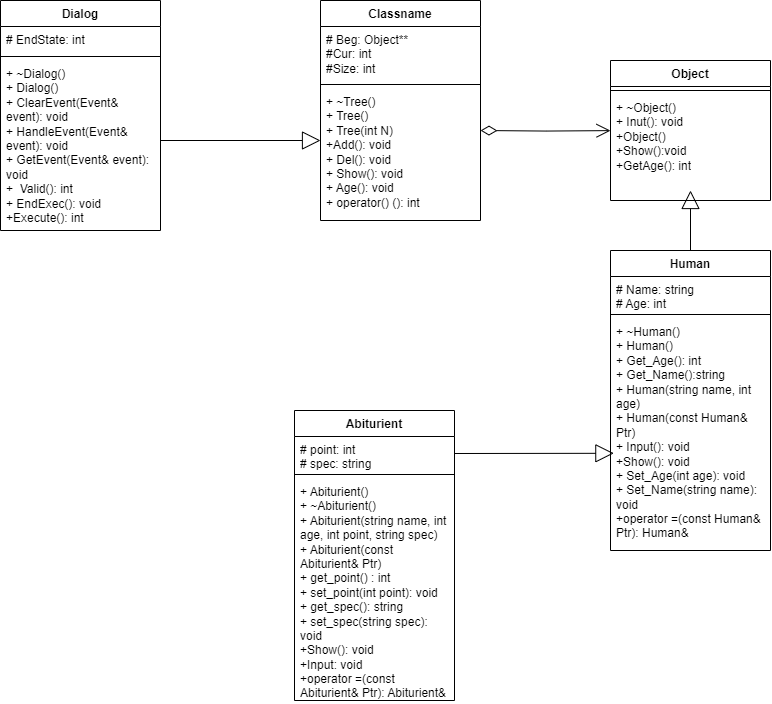 Dialog
# EndState: int
+ ~Dialog()
+ Dialog()
+ ClearEvent(Event&
event): void
+ HandleEvent(Event&
event): void
+ GetEvent(Event& event):
void
+  Valid(): int
+ EndExec(): void
+Execute(): int
Classname
# Beg: Object**
#Cur: int
#Size: int
+ ~Tree()
+ Tree()
+ Tree(int N)
+Add(): void
+ Del(): void
+ Show(): void
+ Age(): void
+ operator() (): int
Object
+ ~Object()
+ Inut(): void
+Object()
+Show():void
+GetAge(): int
Human
# Name: string
# Age: int
+ ~Human()
+ Human()
+ Get_Age(): int
+ Get_Name():string
+ Human(string name, int
age)
+ Human(const Human&
Ptr)
+ Input(): void
+Show(): void
+ Set_Age(int age): void
+ Set_Name(string name):
void
+operator =(const Human&
Ptr): Human&
Abiturient
# point: int
# spec: string
+ Abiturient()
+ ~Abiturient()
+ Abiturient(string name, int
age, int point, string spec)
+ Abiturient(const
Abiturient& Ptr)
+ get_point() : int
+ set_point(int point): void
+ get_spec(): string
+ set_spec(string spec):
void
+Show(): void
+Input: void
+operator =(const
Abiturient& Ptr): Abiturient&